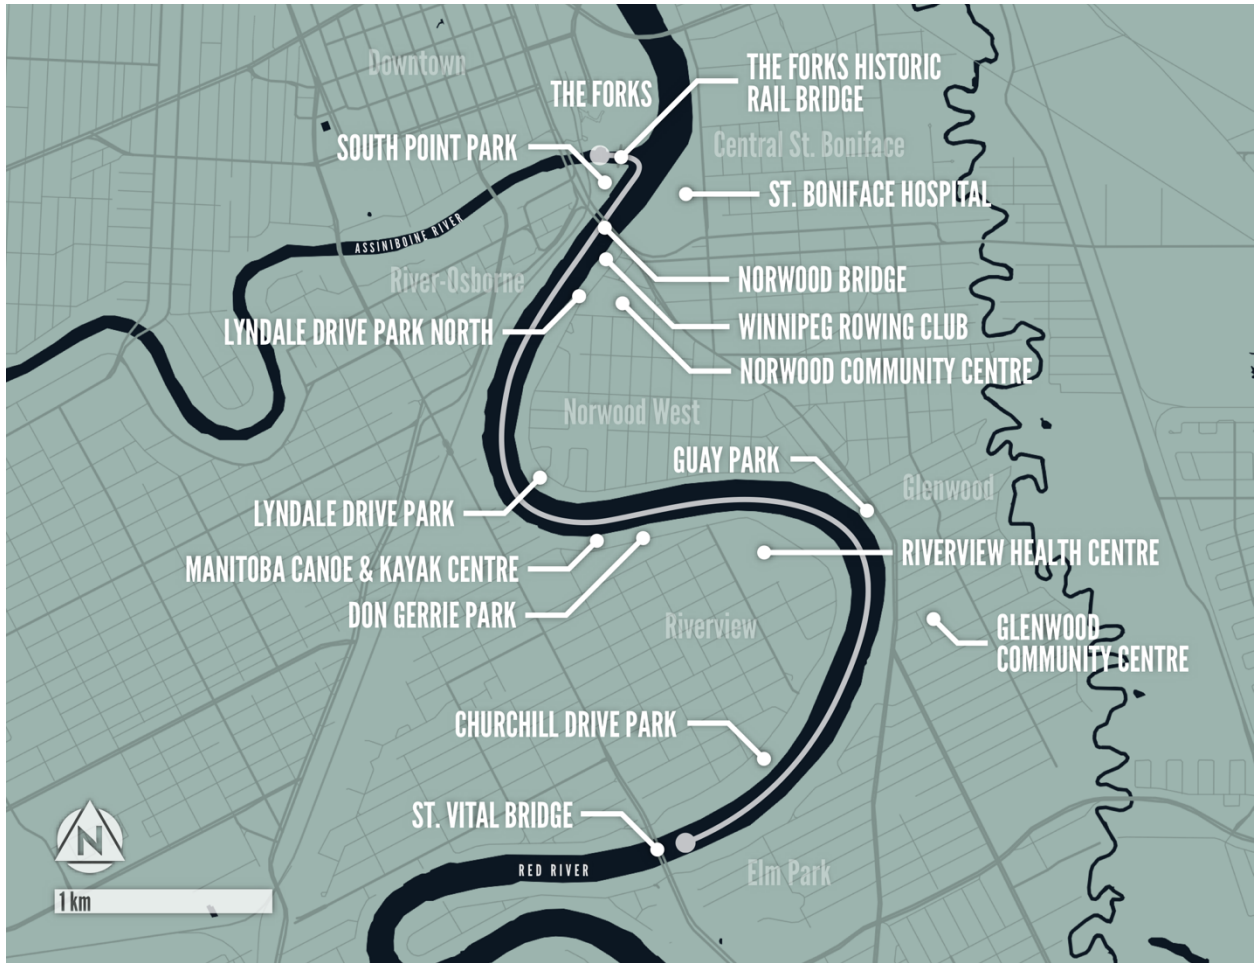 Downtown
THE FORKS
THE FORKS HISTORIC
RAIL BRIDGE
SOUTH POINT PARK
Central St. Boniface
ST. BONIFACE HOSPITAL
ASSINIBOINE RIVER
River-Osborne
NORWOOD BRIDGE
LYNDALE DRIVE PARK NORTH
WINNIPEG ROWING CLUB
NORWOOD COMMUNITY CENTRE
Norwood West
GUAY PARK
Glenwood
LYNDALE DRIVE PARK
RIVERVIEW HEALTH CENTRE
MANITOBA CANOE & KAYAK CENTRE
DON GERRIE PARK
Riverview
GLENWOOD
COMMUNITY CENTRE
CHURCHILL DRIVE PARK
ST. VITAL BRIDGE
N
RED RIVER
Elm Park
1 km